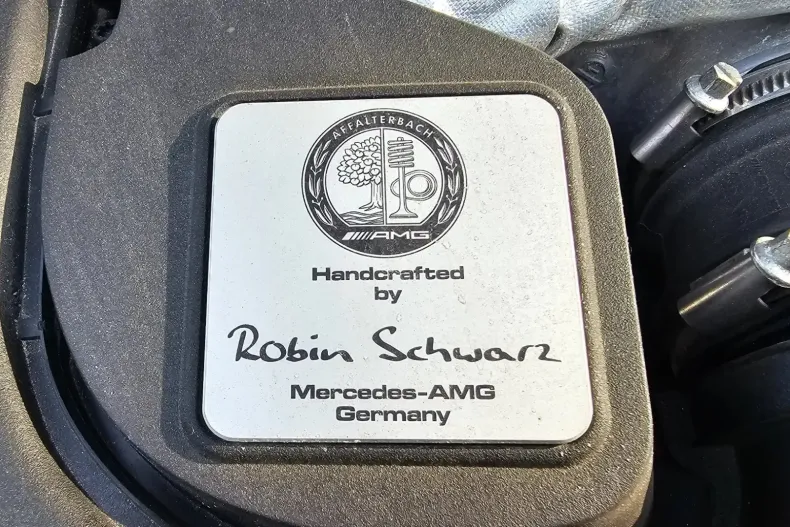 AFFALTERBACH
AMG
Handcrafted
by
Robin Schwarz
Mercedes-AMG
Germany